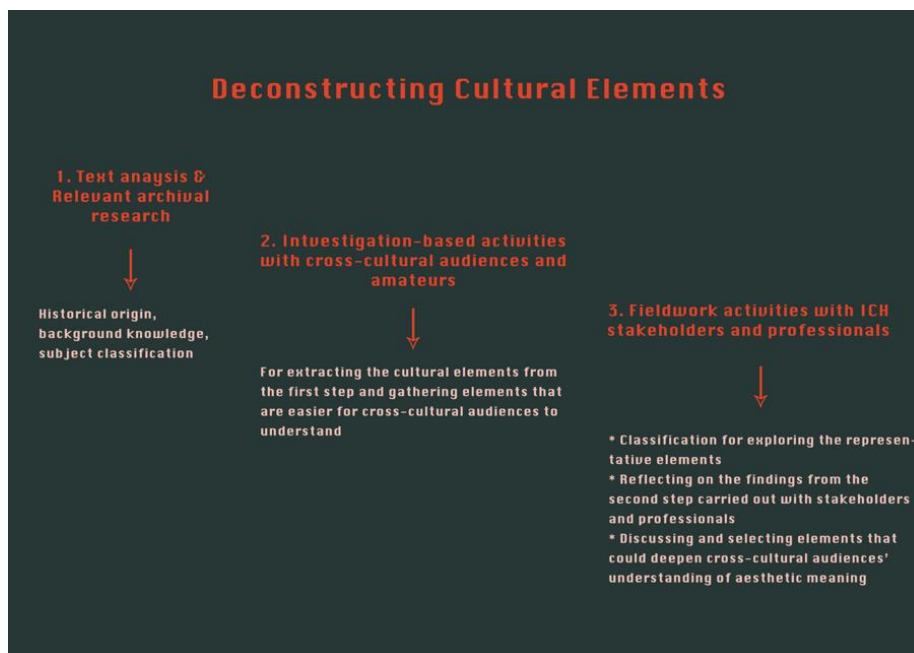 Deconstructing Cultural Elements
1. Text anaysis &
Relevant archival
research
Historical origin,
background knowledge,
subject classification
2. Intvestigation-based activities
with cross-cultural audiences and
amateurs
For extracting the cultural elements from
the first step and gathering elements that
are easier for cross-cultural audiences to
understand
3. Fieldwork activities with ICH
stakeholders and professionals
* Classification for exploring the represen-
tative elements
* Reflecting on the findings from the
second step carried out with stakeholders
and professionals
* Discussing and selecting elements that
could deepen cross-cultural audiences'
understanding of aesthetic meaning